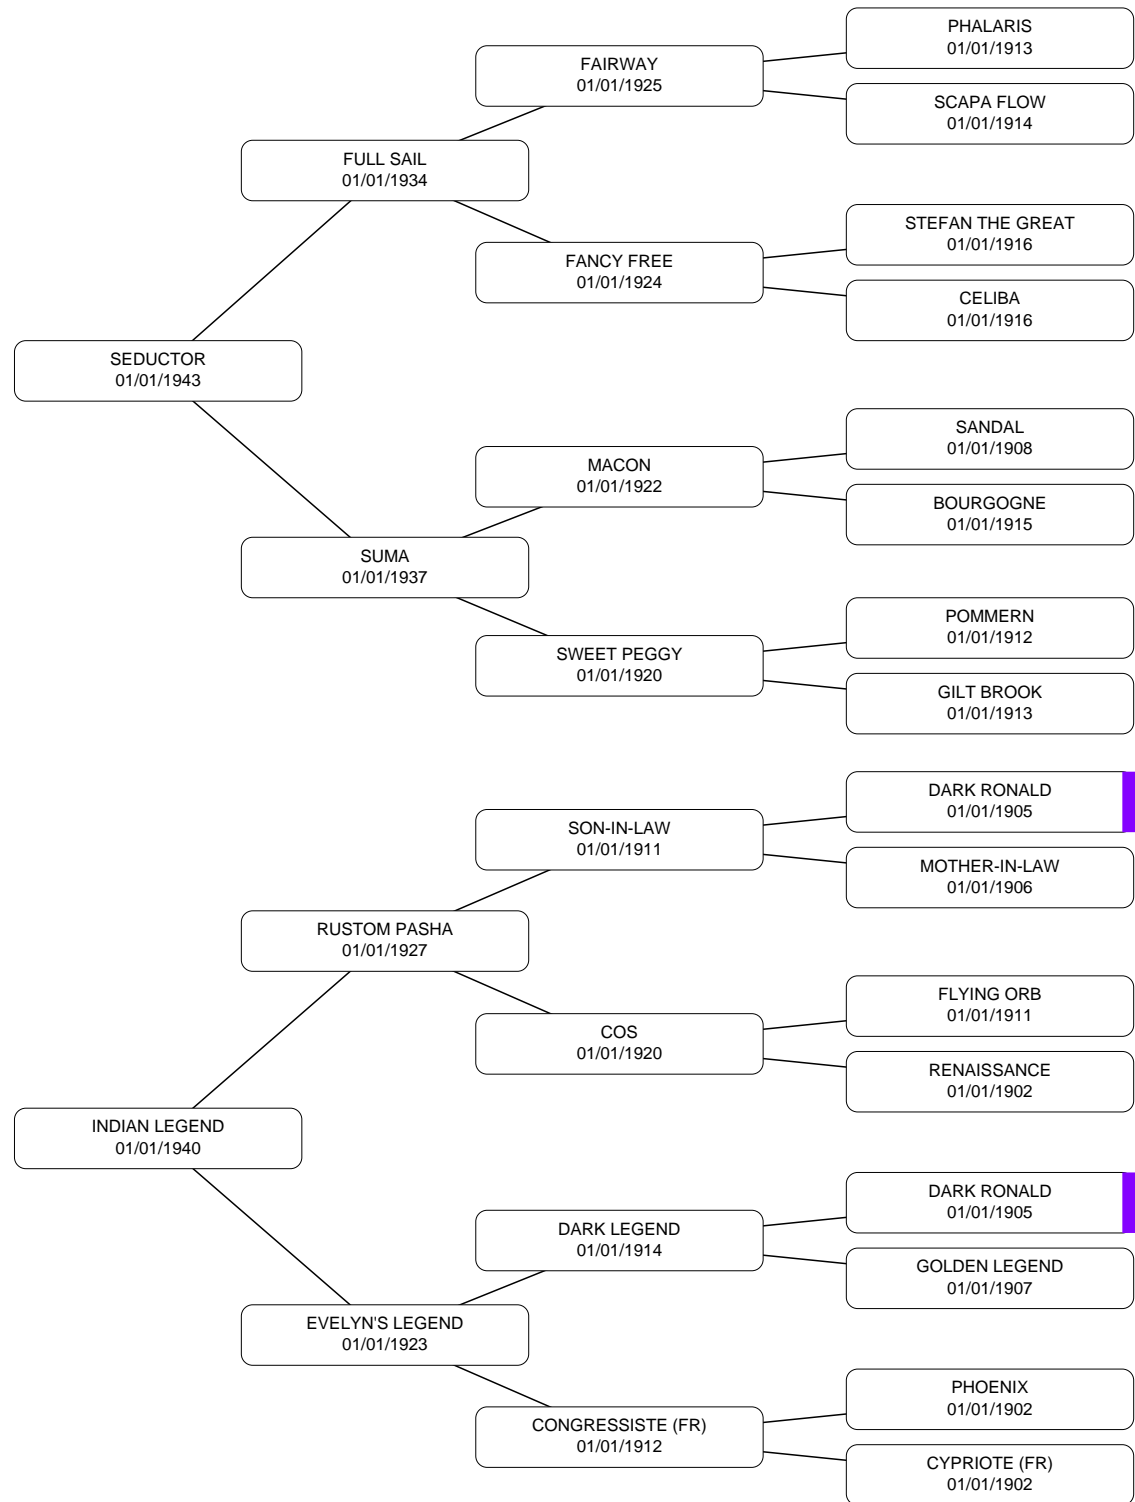 PHALARIS
01/01/1913
FAIRWAY
01/01/1925
SCAPA FLOW
01/01/1914
FULL SAIL
01/01/1934
STEFAN THE GREAT
01/01/1916
FANCY FREE
01/01/1924
CELIBA
01/01/1916
SEDUCTOR
01/01/1943
SANDAL
01/01/1908
MACON
01/01/1922
BOURGOGNE
01/01/1915
SUMA
01/01/1937
POMMERN
01/01/1912
SWEET PEGGY
01/01/1920
GILT BROOK
01/01/1913
DARK RONALD
01/01/1905
SON-IN-LAW
01/01/1911
MOTHER-IN-LAW
01/01/1906
RUSTOM PASHA
01/01/1927
FLYING ORB
01/01/1911
COS
01/01/1920
RENAISSANCE
01/01/1902
INDIAN LEGEND
01/01/1940
DARK RONALD
01/01/1905
DARK LEGEND
01/01/1914
GOLDEN LEGEND
01/01/1907
EVELYN'S LEGEND
01/01/1923
PHOENIX
01/01/1902
CONGRESSISTE (FR)
01/01/1912
CYPRIOTE (FR)
01/01/1902